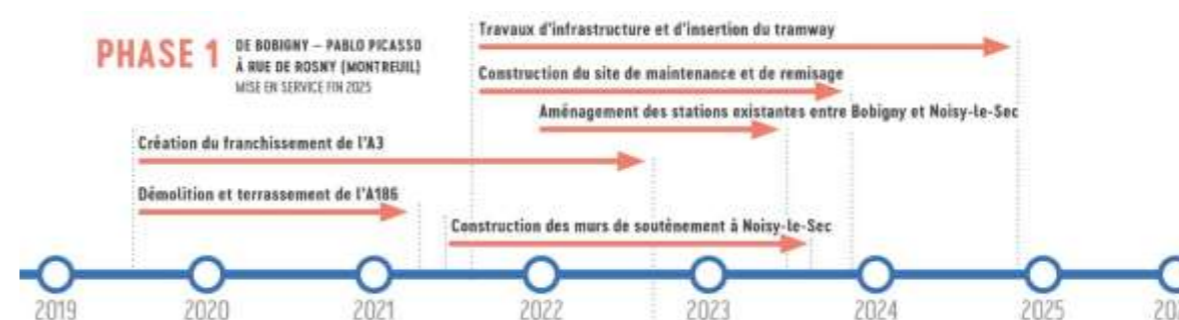 PHASE 1
DE BOBIGNY – PABLO PICASSO
À RUE DE ROSNY (MONTREUIL)
MISE EN SERVICE FIN 2025
Travaux d'infrastructure et d'insertion du tramway
Construction du site de maintenance et de remisage
Aménagement des stations existantes entre Bobigny et Noisy-le-Sec
Création du franchissement de l'A3
Démolition et terrassement de l'A186
Construction des murs de soutènement à Noisy-le-Sec
2019 2020 2021 2022 2023 2024 2025